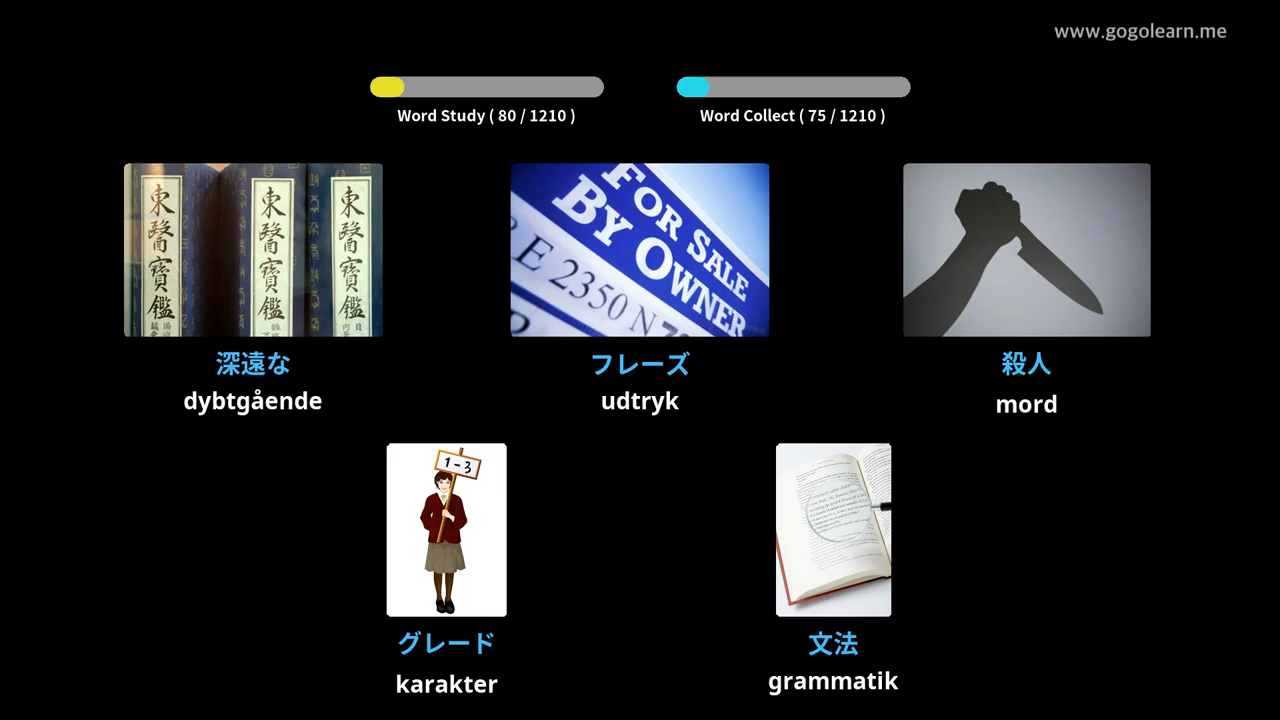 www.gogolearn.me
Word Study ( 80 / 1210 )
Word Collect ( 75 / 1210 )
東醫寶鑑
東醫寶鑑
東醫寶鑑
FOR SALE
BY OWNER
RE 2350 N
深遠な
dybtgående
フレーズ
udtryk
殺人
mord
1-3
グレード
karakter
文法
grammatik